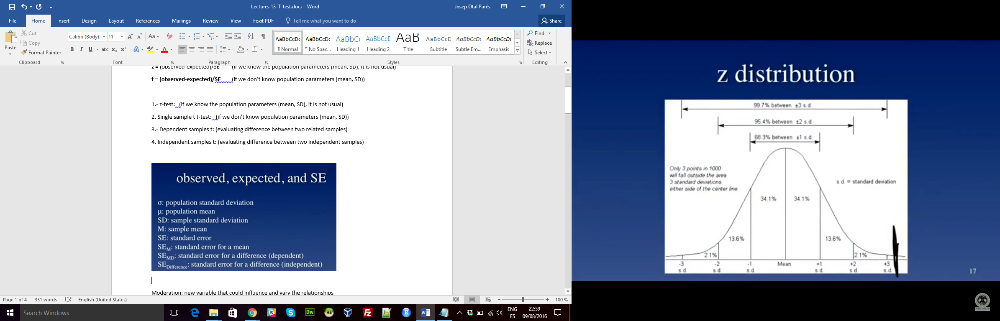 Lectures 13-T-test.docx - Word
Josep Otal Parés
File Home Insert Design Layout References Mailings Review View Foxit PDF Tell me what you want to do Share
Paste
Cut
Copy
Format Painter
Clipboard
Calibri (Body) 11
Font
Paragraph
AaBbCcDc AaBbCcDc AaBbCc AaBbCcD AaB AaBbCcD AaBbCcDc AaBbCcDc
¶ Normal ¶ No Spac... Heading 1 Heading 2 Title Subtitle Subtle Em... Emphasis
Styles
Find
Replace
Select
Editing
z = (observed-expected)/SE (if we know the population parameters (mean, SD), it is not usual)
t = (observed-expected)/SE (if we don’t know population parameters (mean, SD))
1.- z-test: (if we know the population parameters (mean, SD), it is not usual)
2. Single sample t t-test: (if we don’t know population parameters (mean, SD))
3.- Dependent samples t: (evaluating difference between two related samples)
4. Independent samples t: (evaluating difference between two independent samples)
observed, expected, and SE
σ: population standard deviation
μ: population mean
SD: sample standard deviation
M: sample mean
SE: standard error
SEM: standard error for a mean
SEMD: standard error for a difference (dependent)
SEDifference: standard error for a difference (independent)
Moderation: new variable that could influence and vary the relationships
Page 1 of 4 331 words English (United States) 100 %
Search Windows
ENG
ES
22:59
09/08/2016
z distribution
99.7% between ±3 s.d.
95.4% between ±2 s.d.
68.3% between ±1 s.d.
Only 3 points in 1000
will fall outside the area
3 standard deviations
either side of the center line.
s.d. = standard deviation
34.1% 34.1%
13.6% 13.6%
2.1% 2.1%
-3 -2 -1 Mean +1 +2 +3
s.d s.d. s.d s.d. s.d s.d.
17